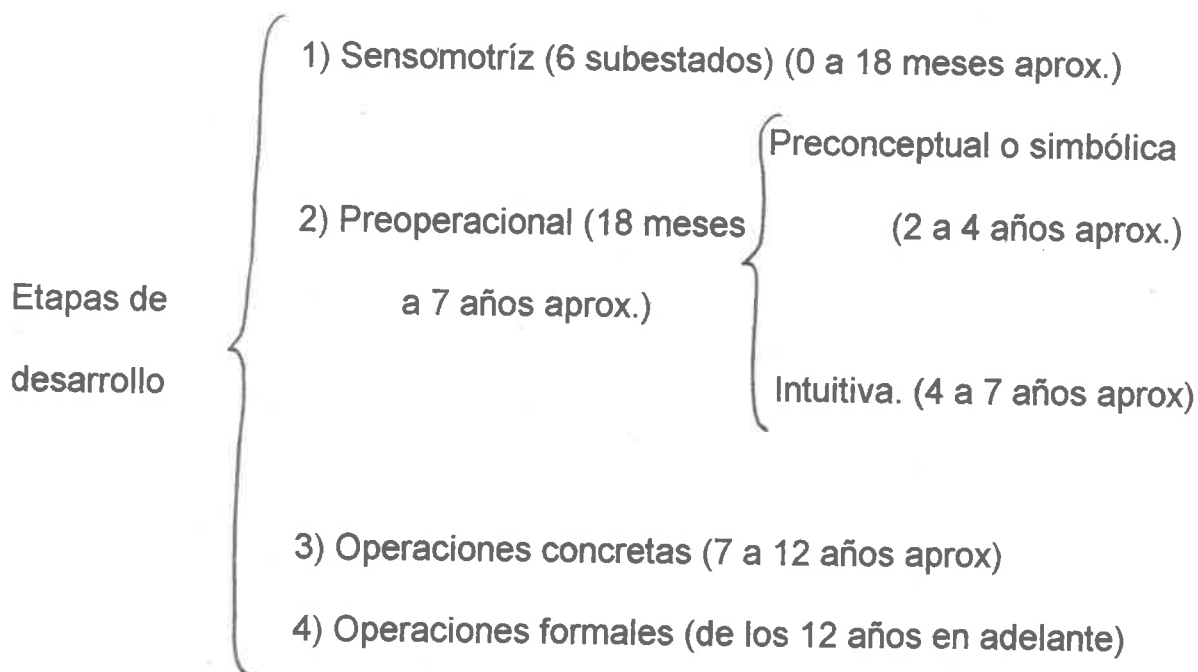 Etapas de
desarrollo
1) Sensomotríz (6 subestados) (0 a 18 meses aprox.)
2) Preoperacional (18 meses
a 7 años aprox.)
Preconceptual o simbólica
(2 a 4 años aprox.)
Intuitiva. (4 a 7 años aprox)
3) Operaciones concretas (7 a 12 años aprox)
4) Operaciones formales (de los 12 años en adelante)